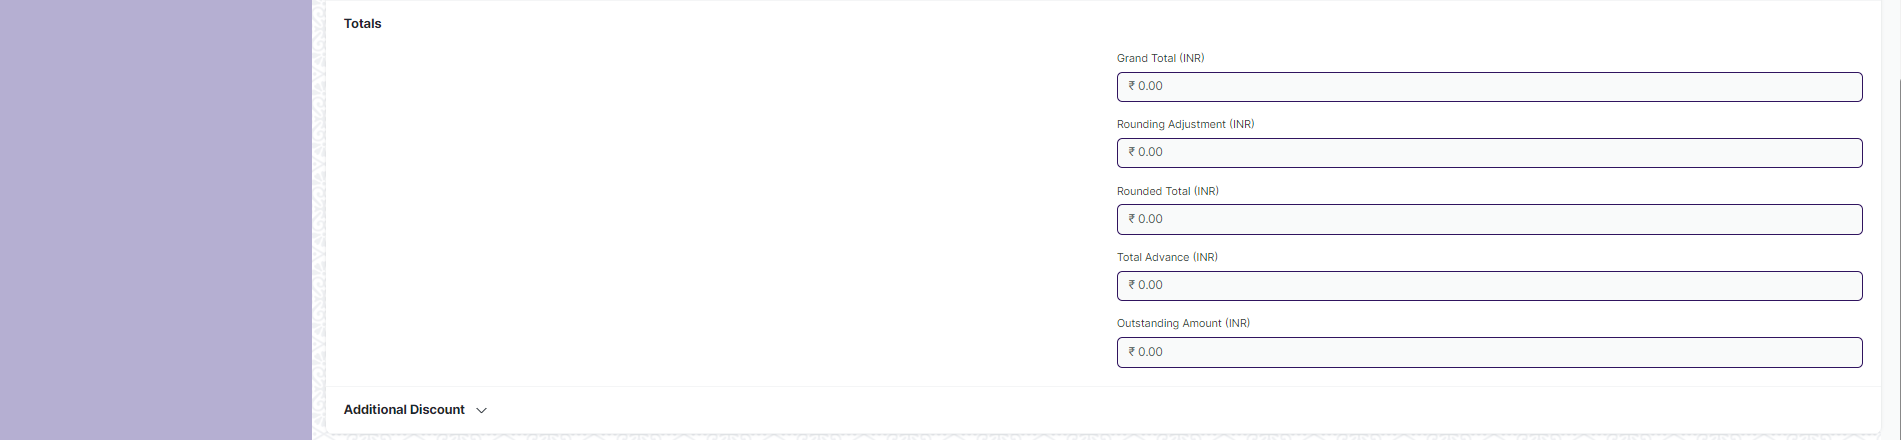 Totals
Grand Total (INR)
₹ 0.00
Rounding Adjustment (INR)
₹ 0.00
Rounded Total (INR)
₹ 0.00
Total Advance (INR)
₹ 0.00
Outstanding Amount (INR)
₹ 0.00
Additional Discount